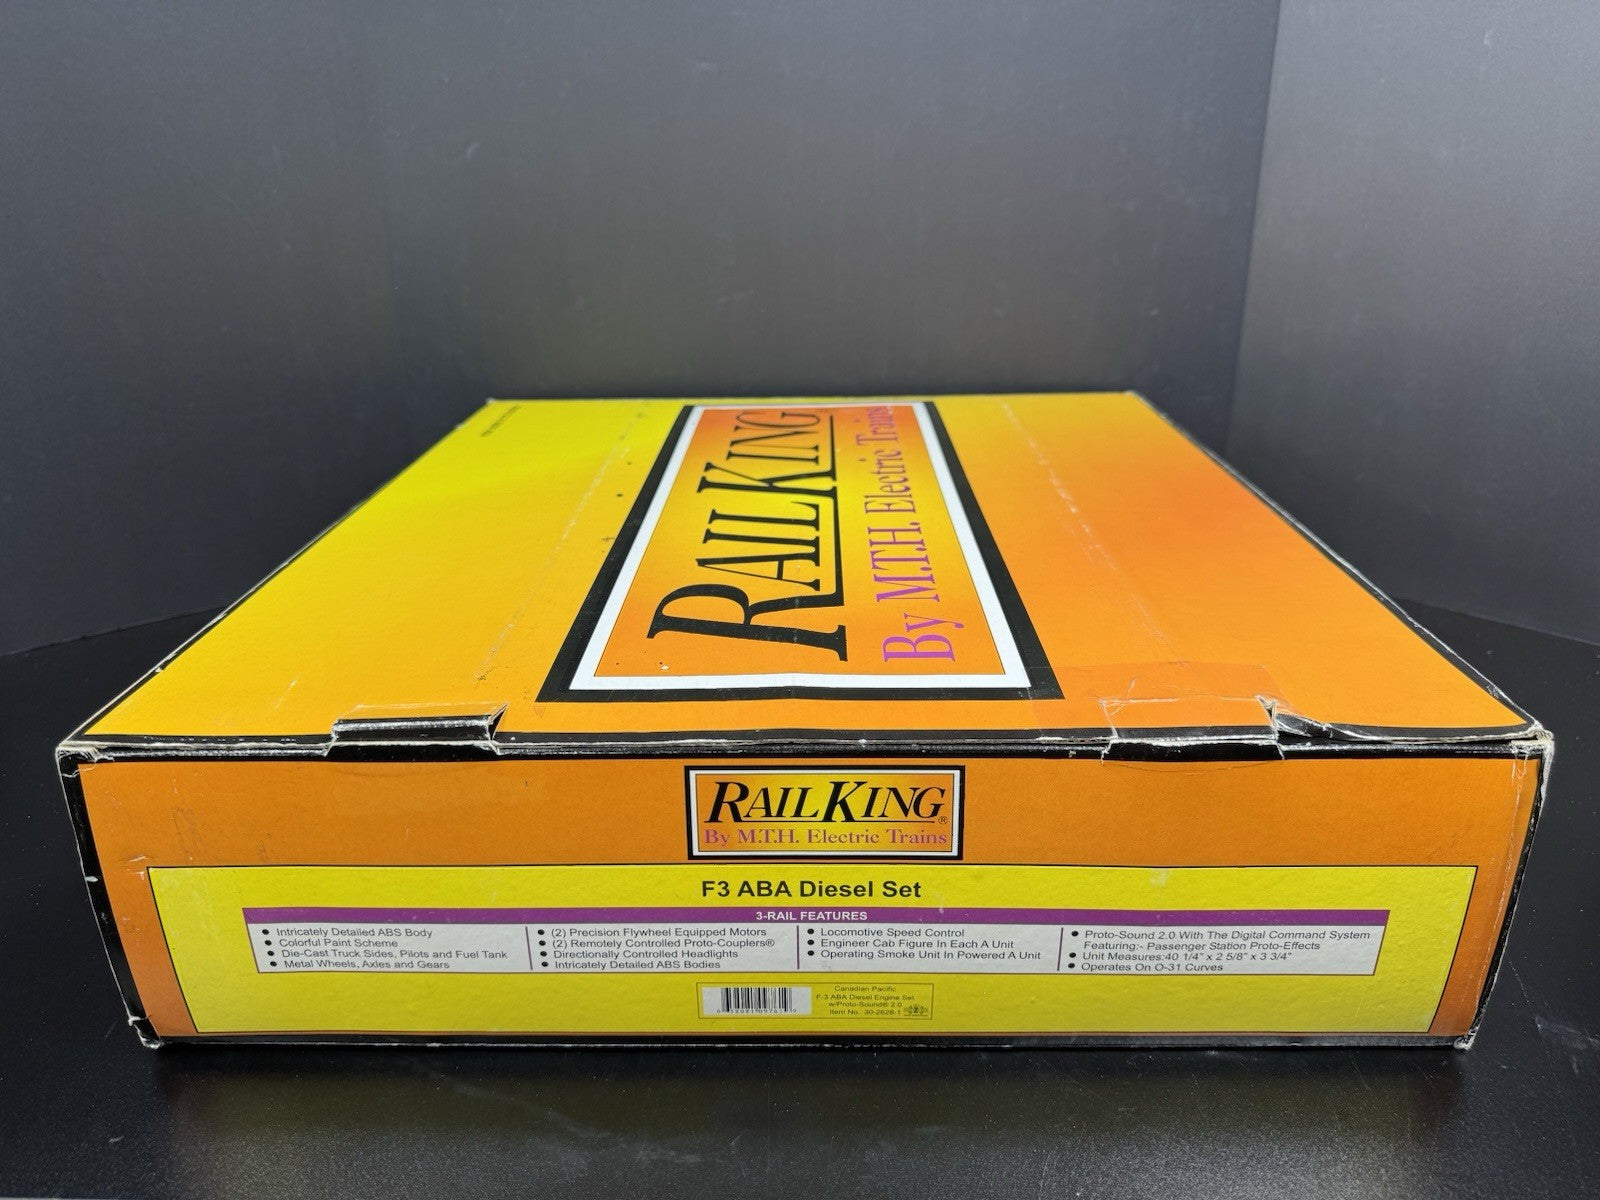 RAILKING
By M.T.H. Electric Trains
RAILKING®
By M.T.H. Electric Trains
F3 ABA Diesel Set
3-RAIL FEATURES
● Intricately Detailed ABS Body
● Colorful Paint Scheme
● Die-Cast Truck Sides, Pilots and Fuel Tank
● Metal Wheels, Axles and Gears
● (2) Precision Flywheel Equipped Motors
● (2) Remotely Controlled Proto-Couplers®
● Directionally Controlled Headlights
● Intricately Detailed ABS Bodies
● Locomotive Speed Control
● Engineer Cab Figure In Each A Unit
● Operating Smoke Unit In Powered A Unit
● Proto-Sound 2.0 With The Digital Command System
Featuring:- Passenger Station Proto-Effects
● Unit Measures:40 1/4" x 2 5/8" x 3 3/4"
● Operates On O-31 Curves
Canadian Pacific
F-3 ABA Diesel Engine Set
w/Proto-Sound® 2.0
Item No. 30-2628-1